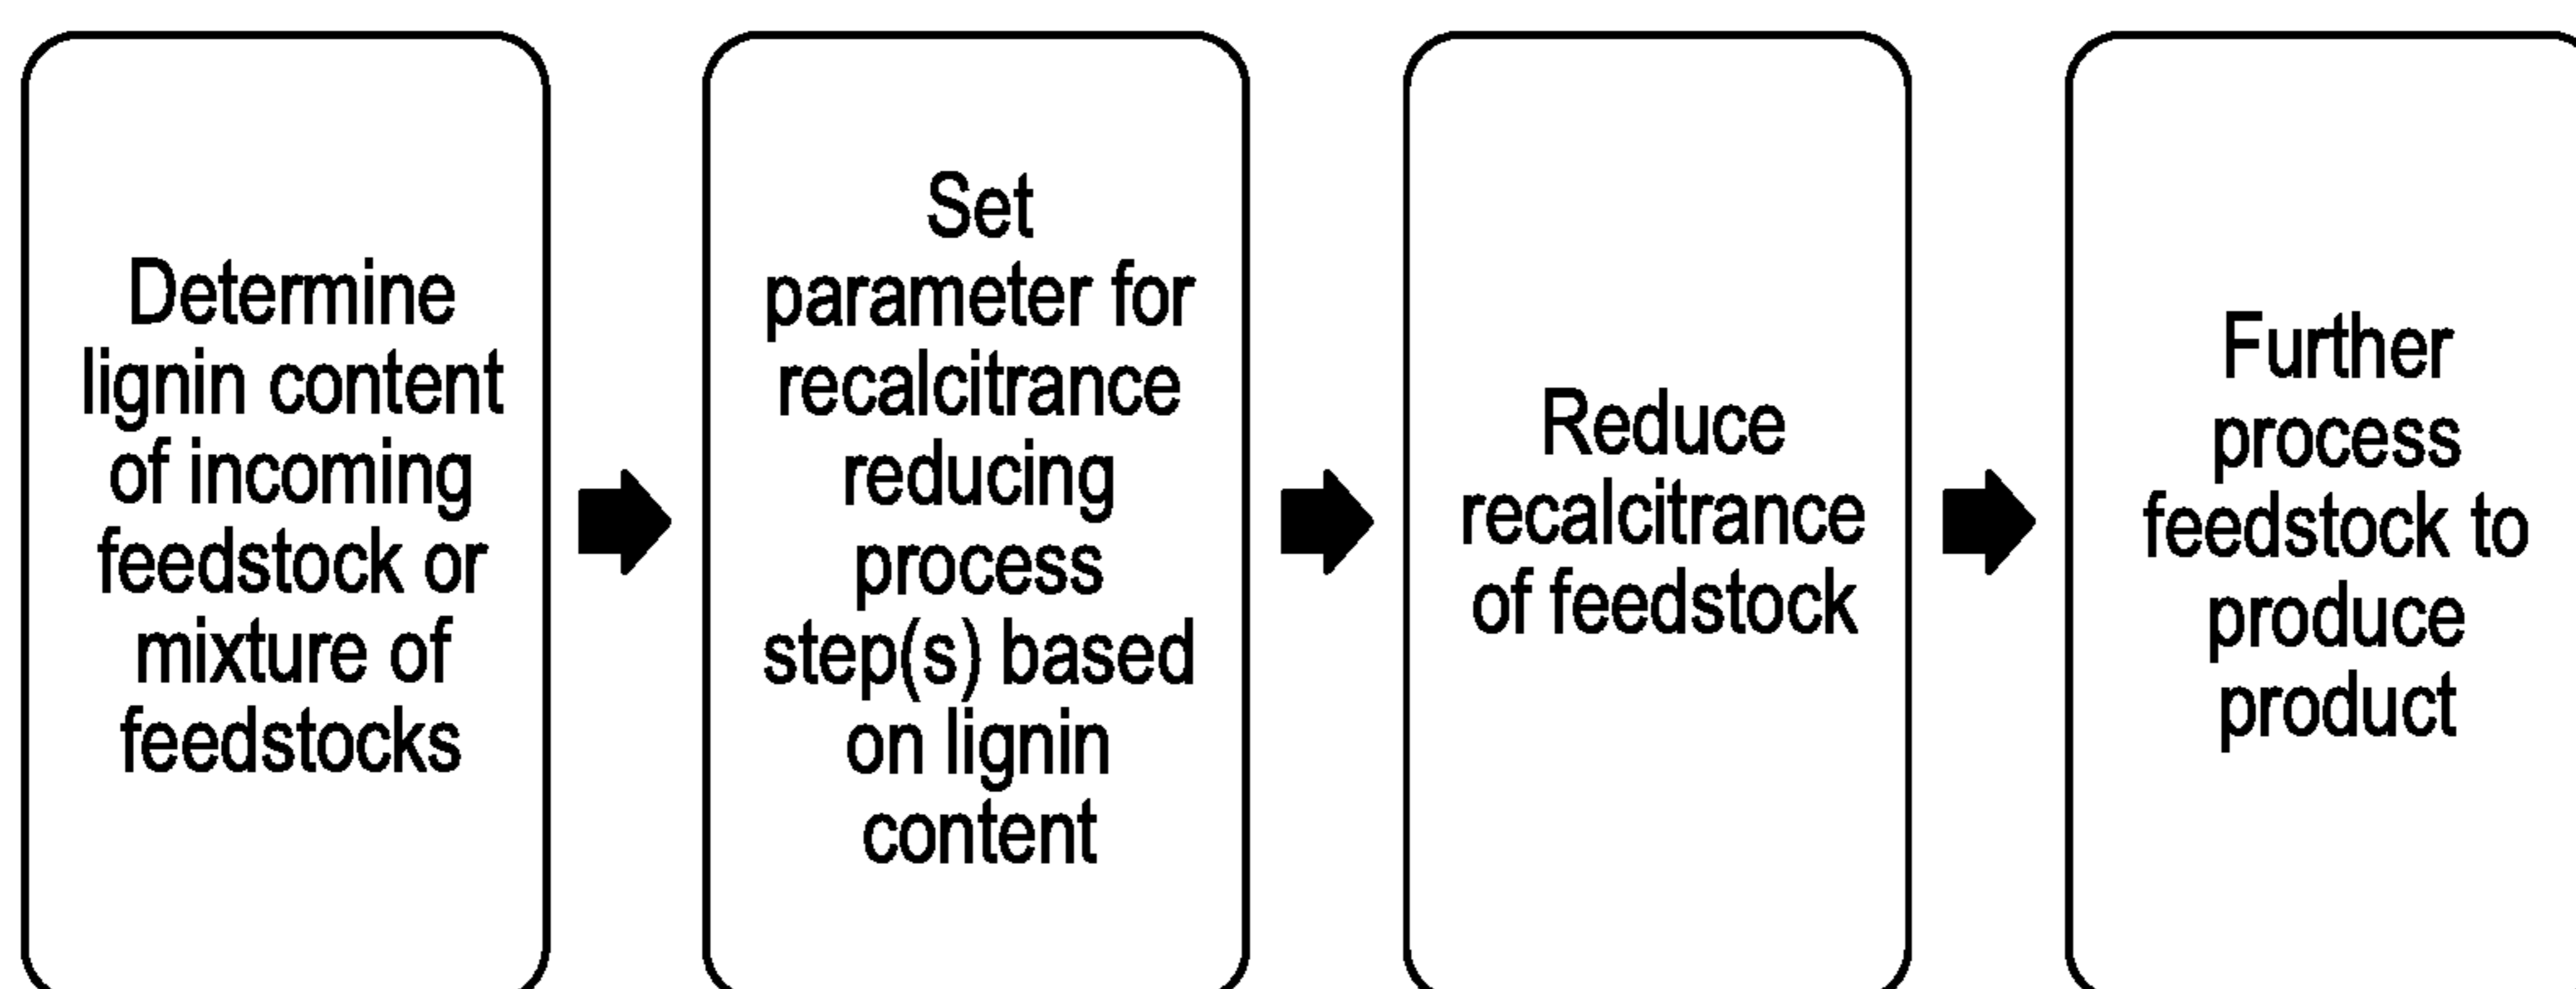 Determine
lignin content
of incoming
feedstock or
mixture of
feedstocks
Set
parameter for
recalcitrance
reducing
process
step(s) based
on lignin
content
Reduce
recalcitrance
of feedstock
Further
process
feedstock to
produce
product